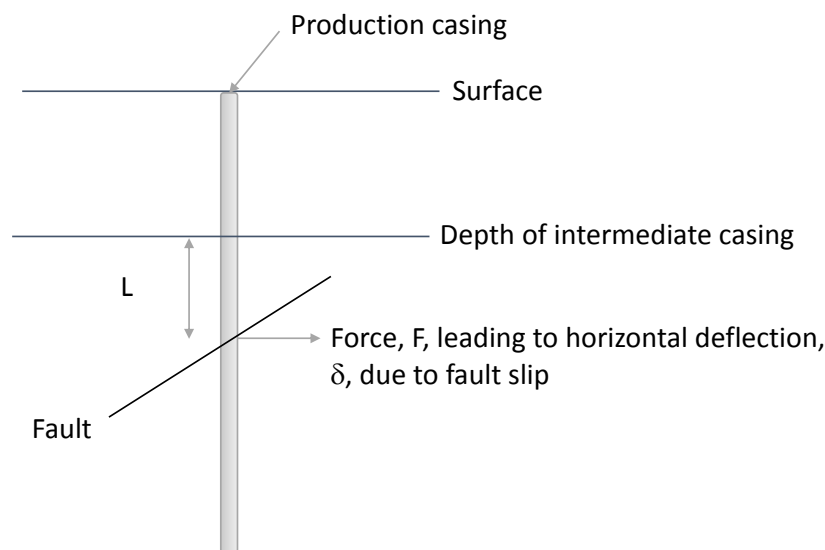 Production casing
Surface
Depth of intermediate casing
L
Force, F, leading to horizontal deflection,
δ, due to fault slip
Fault